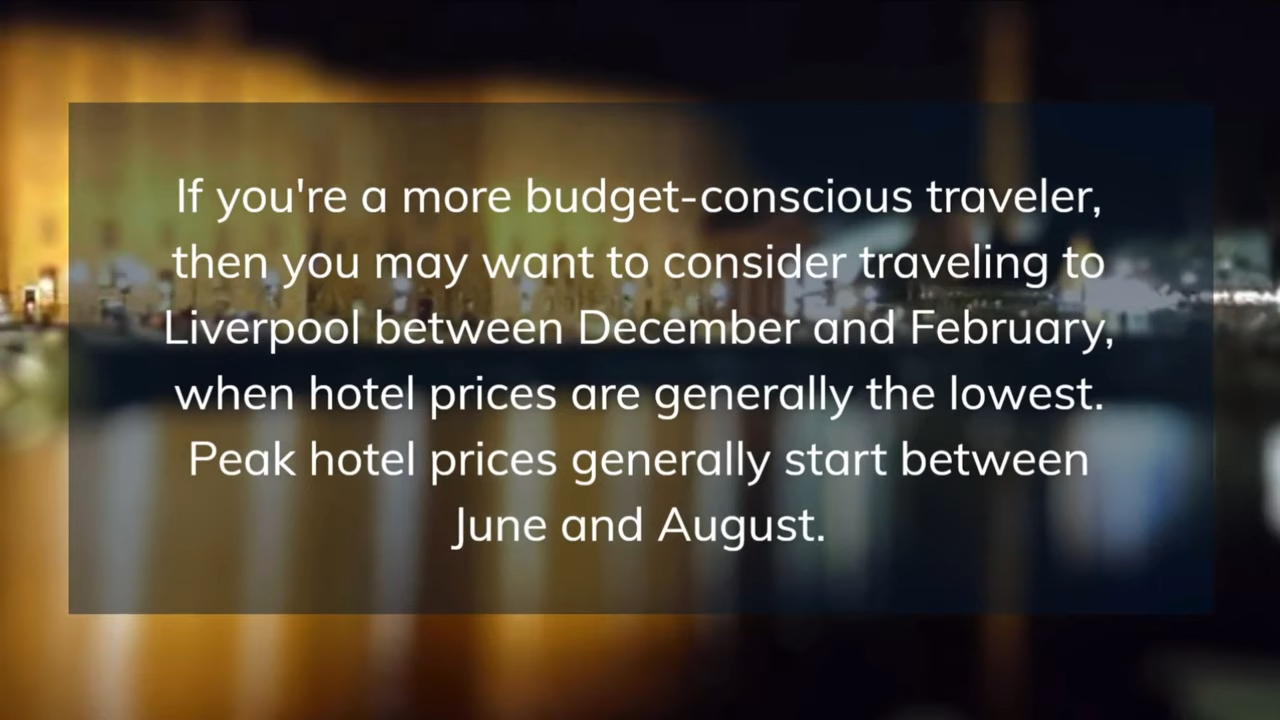 If you're a more budget-conscious traveler,
then you may want to consider traveling to
Liverpool between December and February,
when hotel prices are generally the lowest.
Peak hotel prices generally start between
June and August.